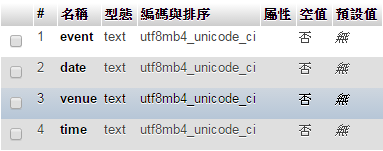 # 名稱 型態 編碼與排序 屬性 空值 預設值
1 event text utf8mb4_unicode_ci 否 無
2 date text utf8mb4_unicode_ci 否 無
3 venue text utf8mb4_unicode_ci 否 無
4 time text utf8mb4_unicode_ci 否 無